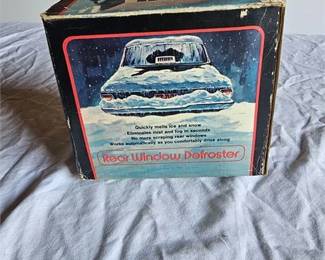 Quickly melts ice and snow
Eliminates mist and fog in seconds
No more scraping rear windows
Works automatically as you comfortably drive along
Rear Window Defroster